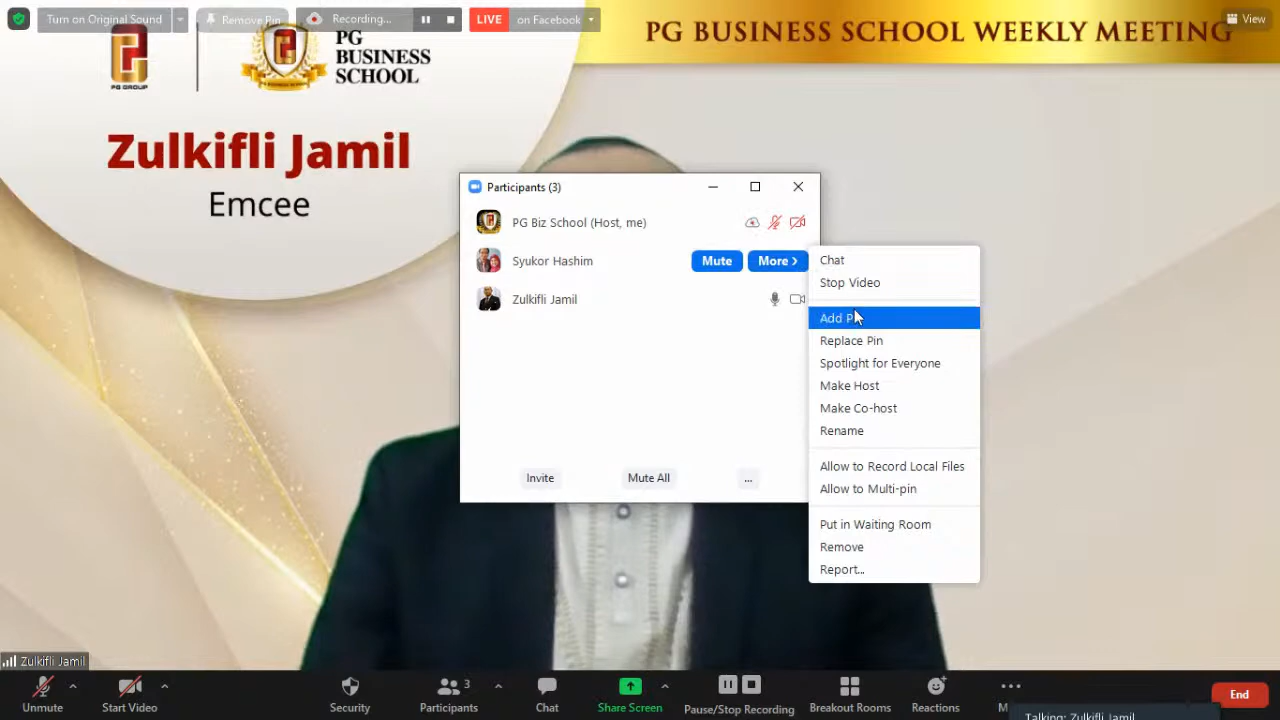 Turn on Original Sound
Remove Pin
Recording...
LIVE on Facebook
View
PG GROUP
PG
BUSINESS
SCHOOL
PG BUSINESS SCHOOL WEEKLY MEETING
Zulkifli Jamil
Emcee
Participants (3)
PG Biz School (Host, me)
Syukor Hashim
Mute
More >
Zulkifli Jamil
Invite
Mute All
...
Chat
Stop Video
Add P
Replace Pin
Spotlight for Everyone
Make Host
Make Co-host
Rename
Allow to Record Local Files
Allow to Multi-pin
Put in Waiting Room
Remove
Report...
Zulkifli Jamil
Unmute
Start Video
Security
3
Participants
Chat
Share Screen
Pause/Stop Recording
Breakout Rooms
Reactions
End
Talking: Zulkifli Jamil